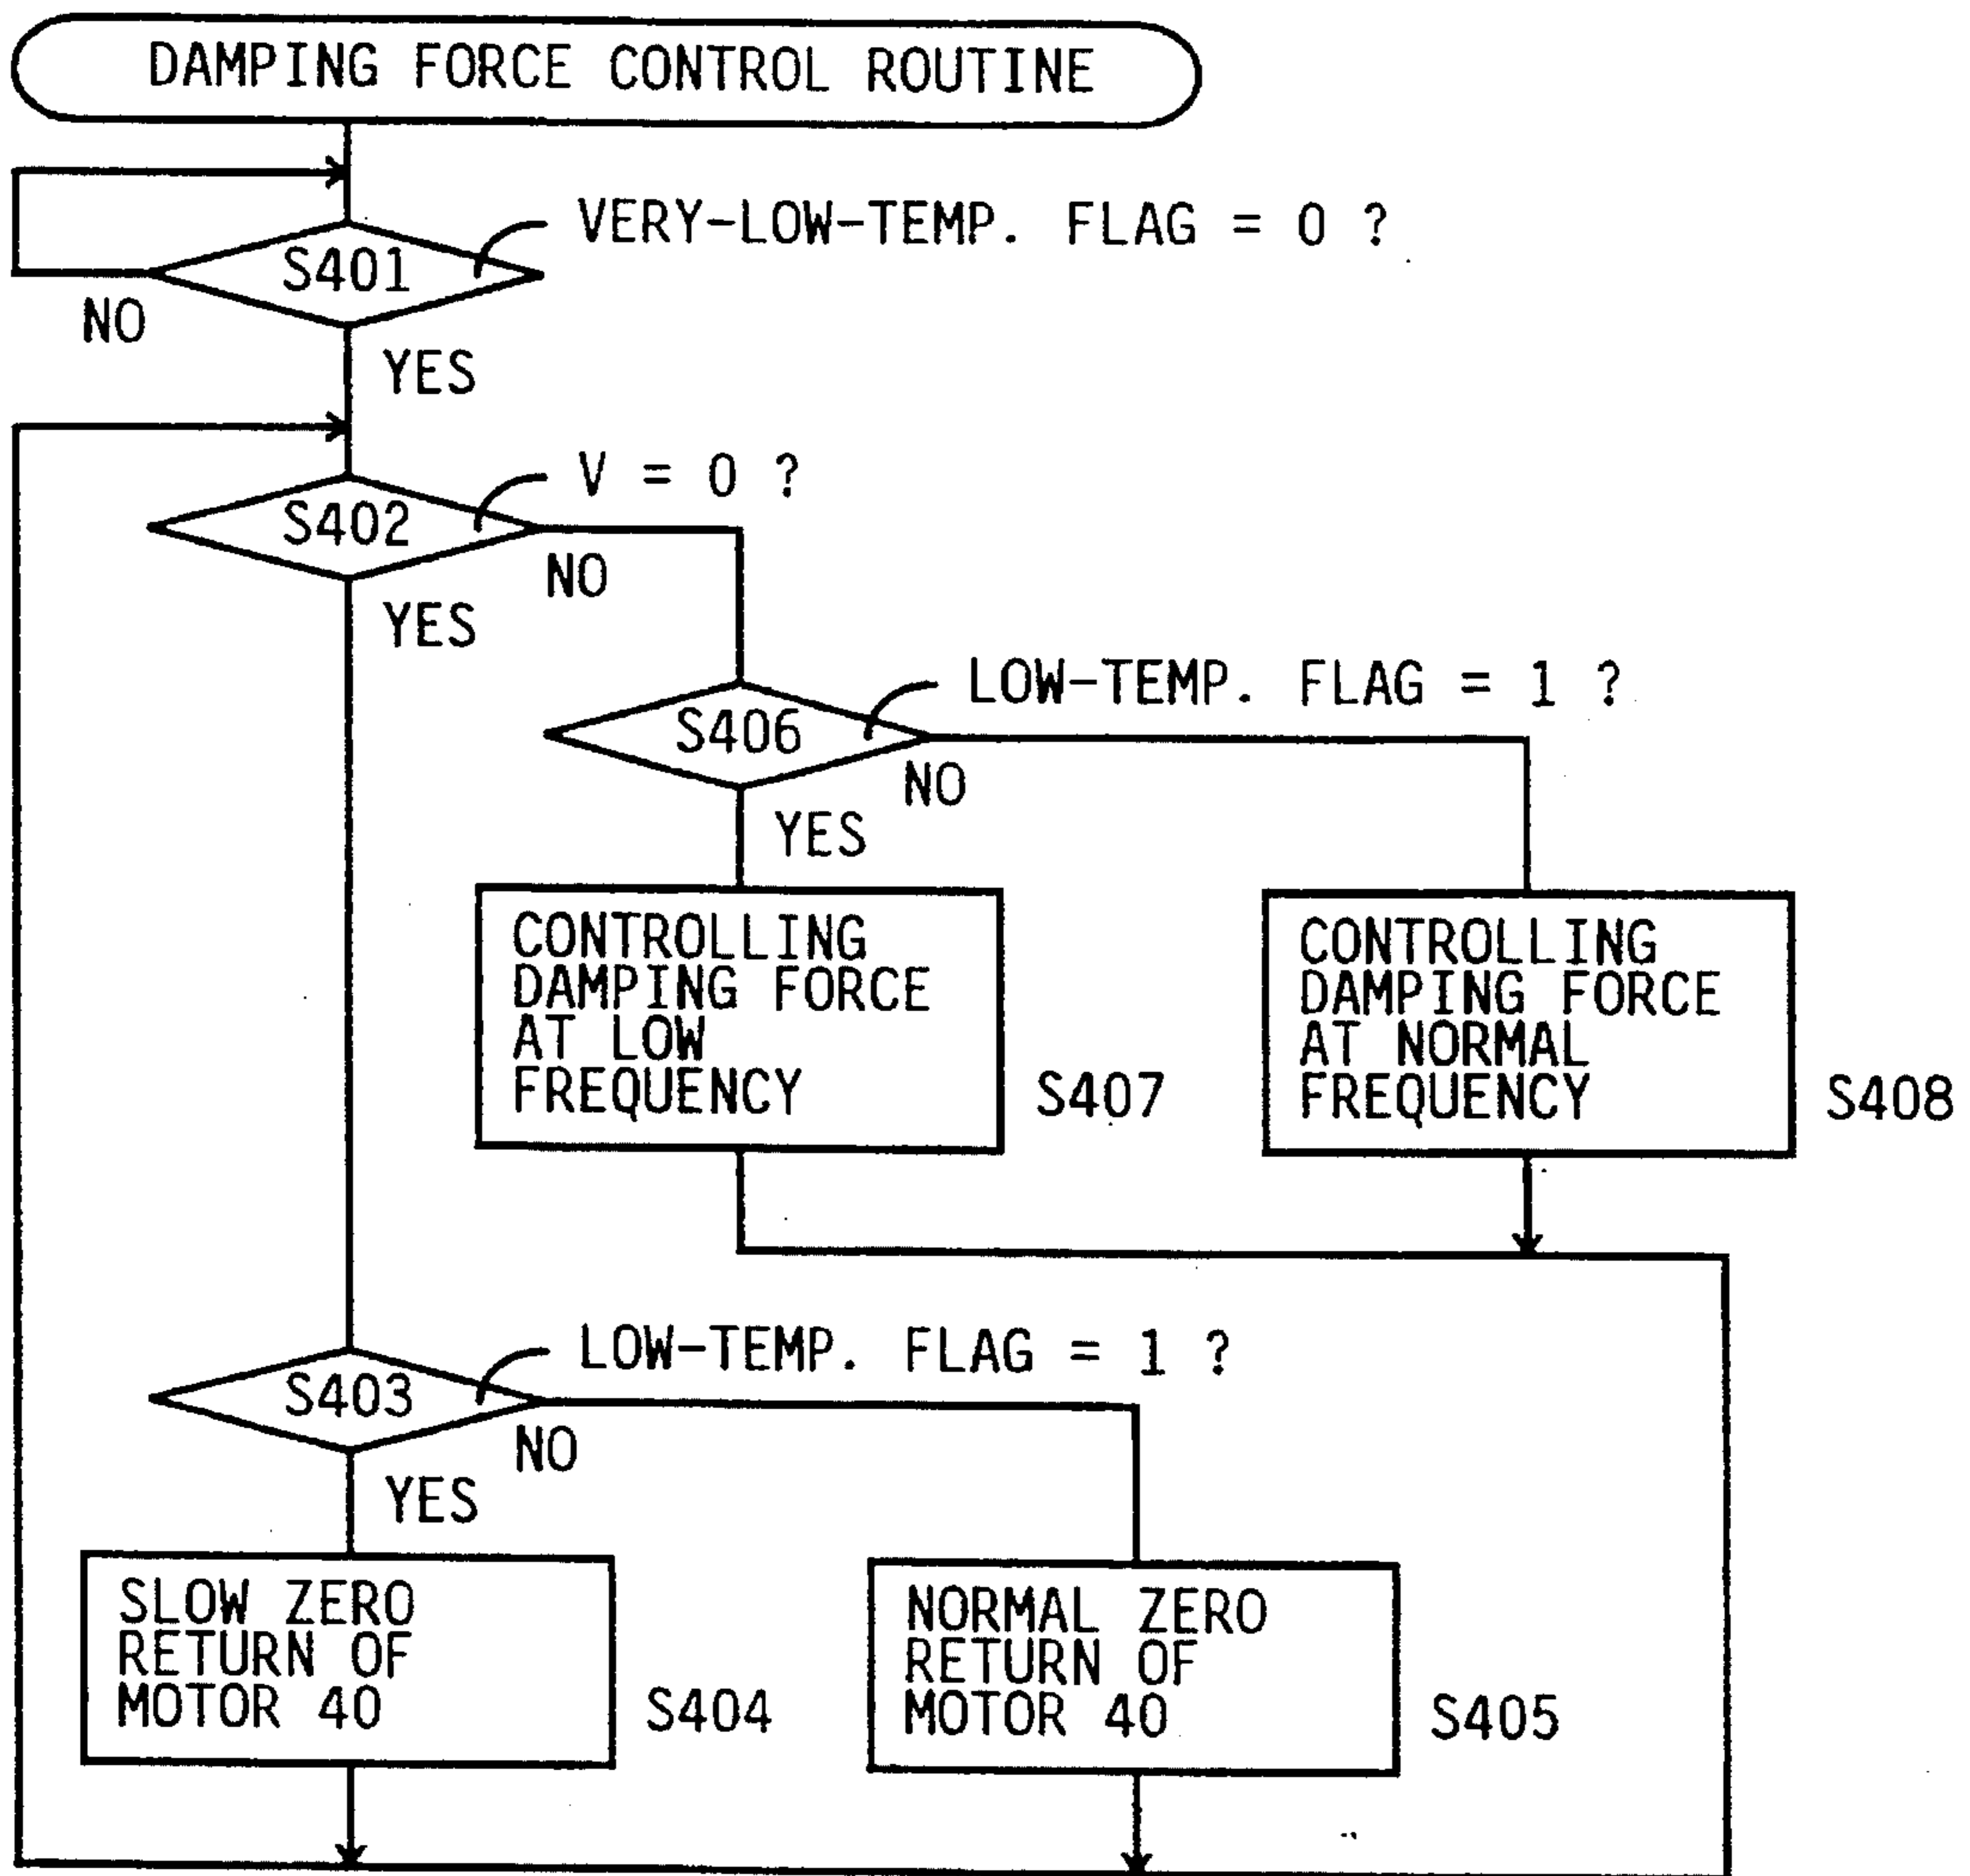 DAMPING FORCE CONTROL ROUTINE
VERY-LOW-TEMP. FLAG = 0 ?
S401
NO
YES
V = 0 ?
S402
NO
YES
LOW-TEMP. FLAG = 1 ?
S406
NO
YES
CONTROLLING
DAMPING FORCE
AT LOW
FREQUENCY
S407
CONTROLLING
DAMPING FORCE
AT NORMAL
FREQUENCY
S408
LOW-TEMP. FLAG = 1 ?
S403
NO
YES
SLOW ZERO
RETURN OF
MOTOR 40
S404
NORMAL ZERO
RETURN OF
MOTOR 40
S405